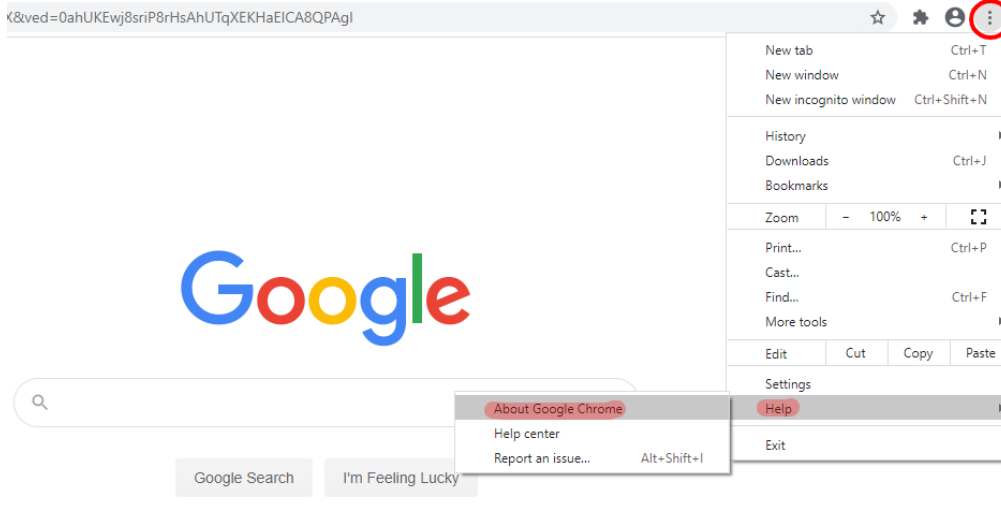 X&ved=0ahUKEwj8sriP8rHsAhUTqXEKHaEICA8QPAgI
New tab Ctrl+T
New window Ctrl+N
New incognito window Ctrl+Shift+N
History
Downloads Ctrl+J
Bookmarks
Zoom - 100% +
Print... Ctrl+P
Cast...
Find... Ctrl+F
More tools
Edit Cut Copy Paste
Settings
Help
Exit
Google
About Google Chrome
Help center
Report an issue... Alt+Shift+I
Google Search I'm Feeling Lucky